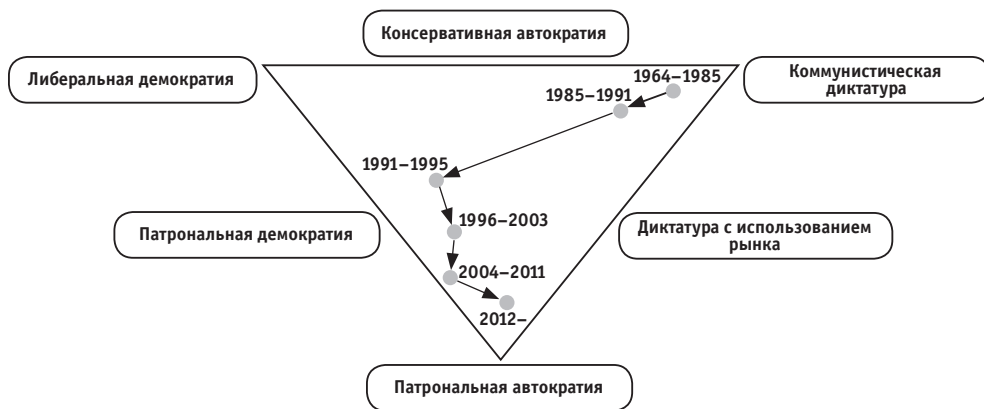 Консервативная автократия
Либеральная демократия
Коммунистическая
диктатура
1964–1985
1985–1991
1991–1995
1996–2003
Патрональная демократия
Диктатура с использованием
рынка
2004–2011
2012–
Патрональная автократия